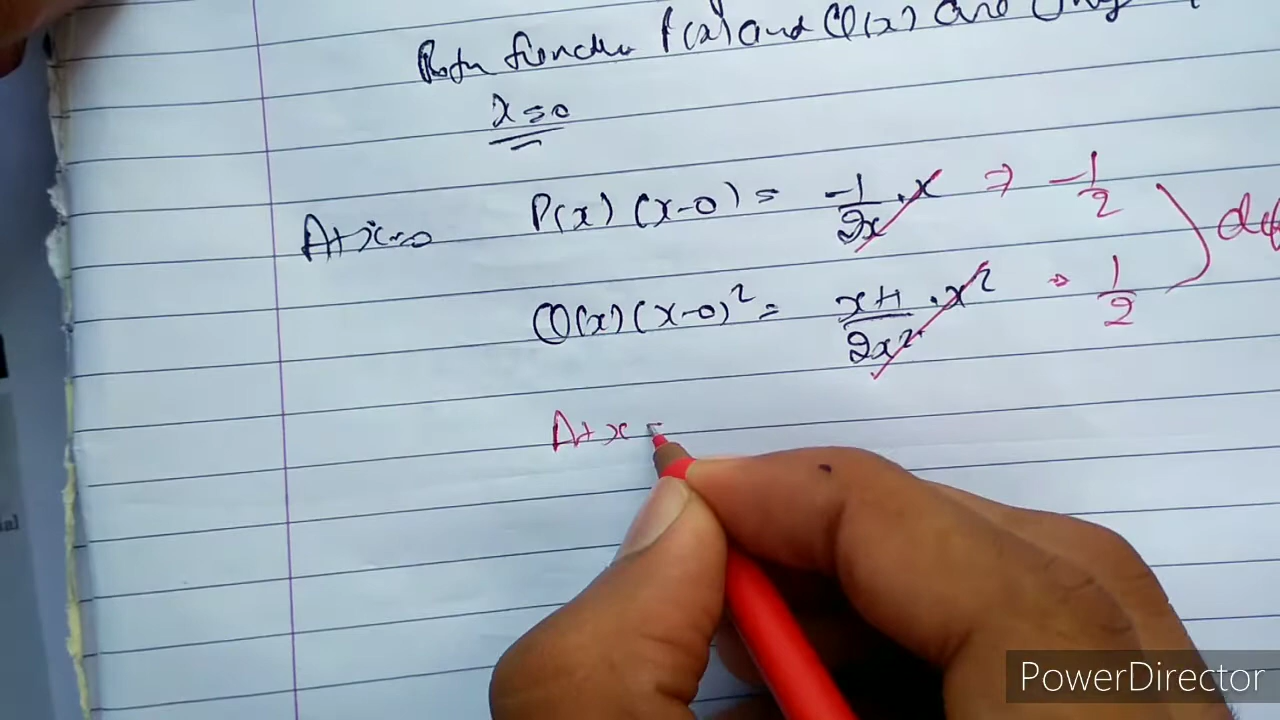 Both function P(x) and Q(x) are
x=0
At x=0 P(x) (x-0) = -1/2x . x ⇒ -1/2
Q(x) (x-0)² = x+1/2x² . x² ⇒ 1/2
At x =
PowerDirector